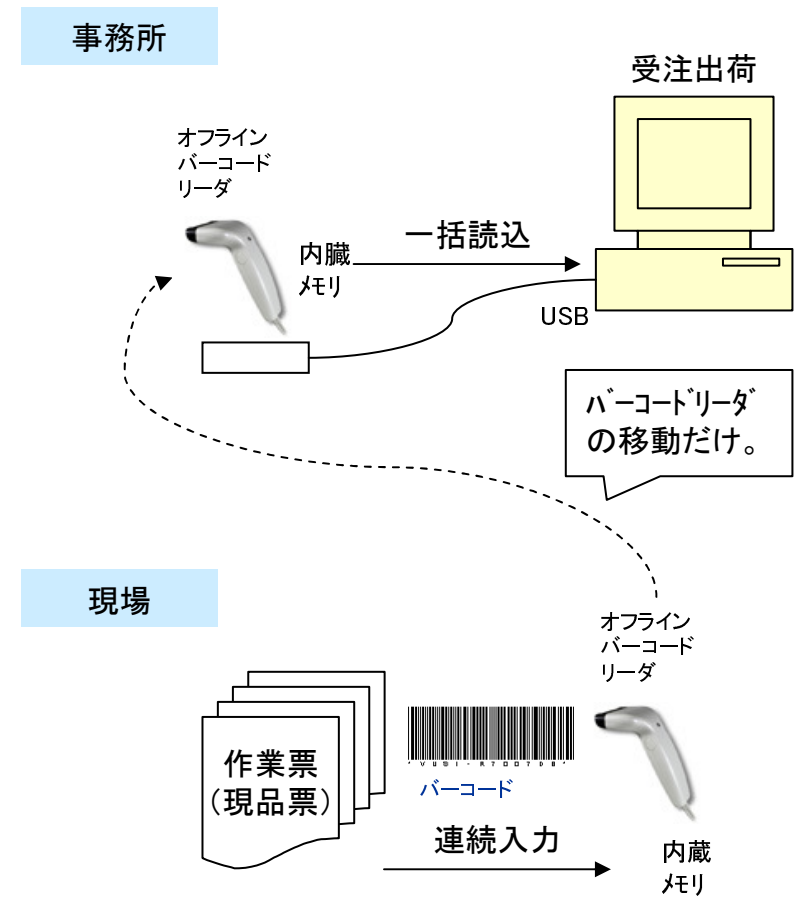 事務所
受注出荷
オフライン
バーコード
リーダ
一括読込
内臓
ﾒﾓﾘ
USB
ﾊﾞｰｺｰﾄﾞﾘｰﾀﾞ
の移動だけ。
現場
オフライン
バーコード
リーダ
作業票
(現品票)
バーコード
連続入力
内蔵
ﾒﾓﾘ